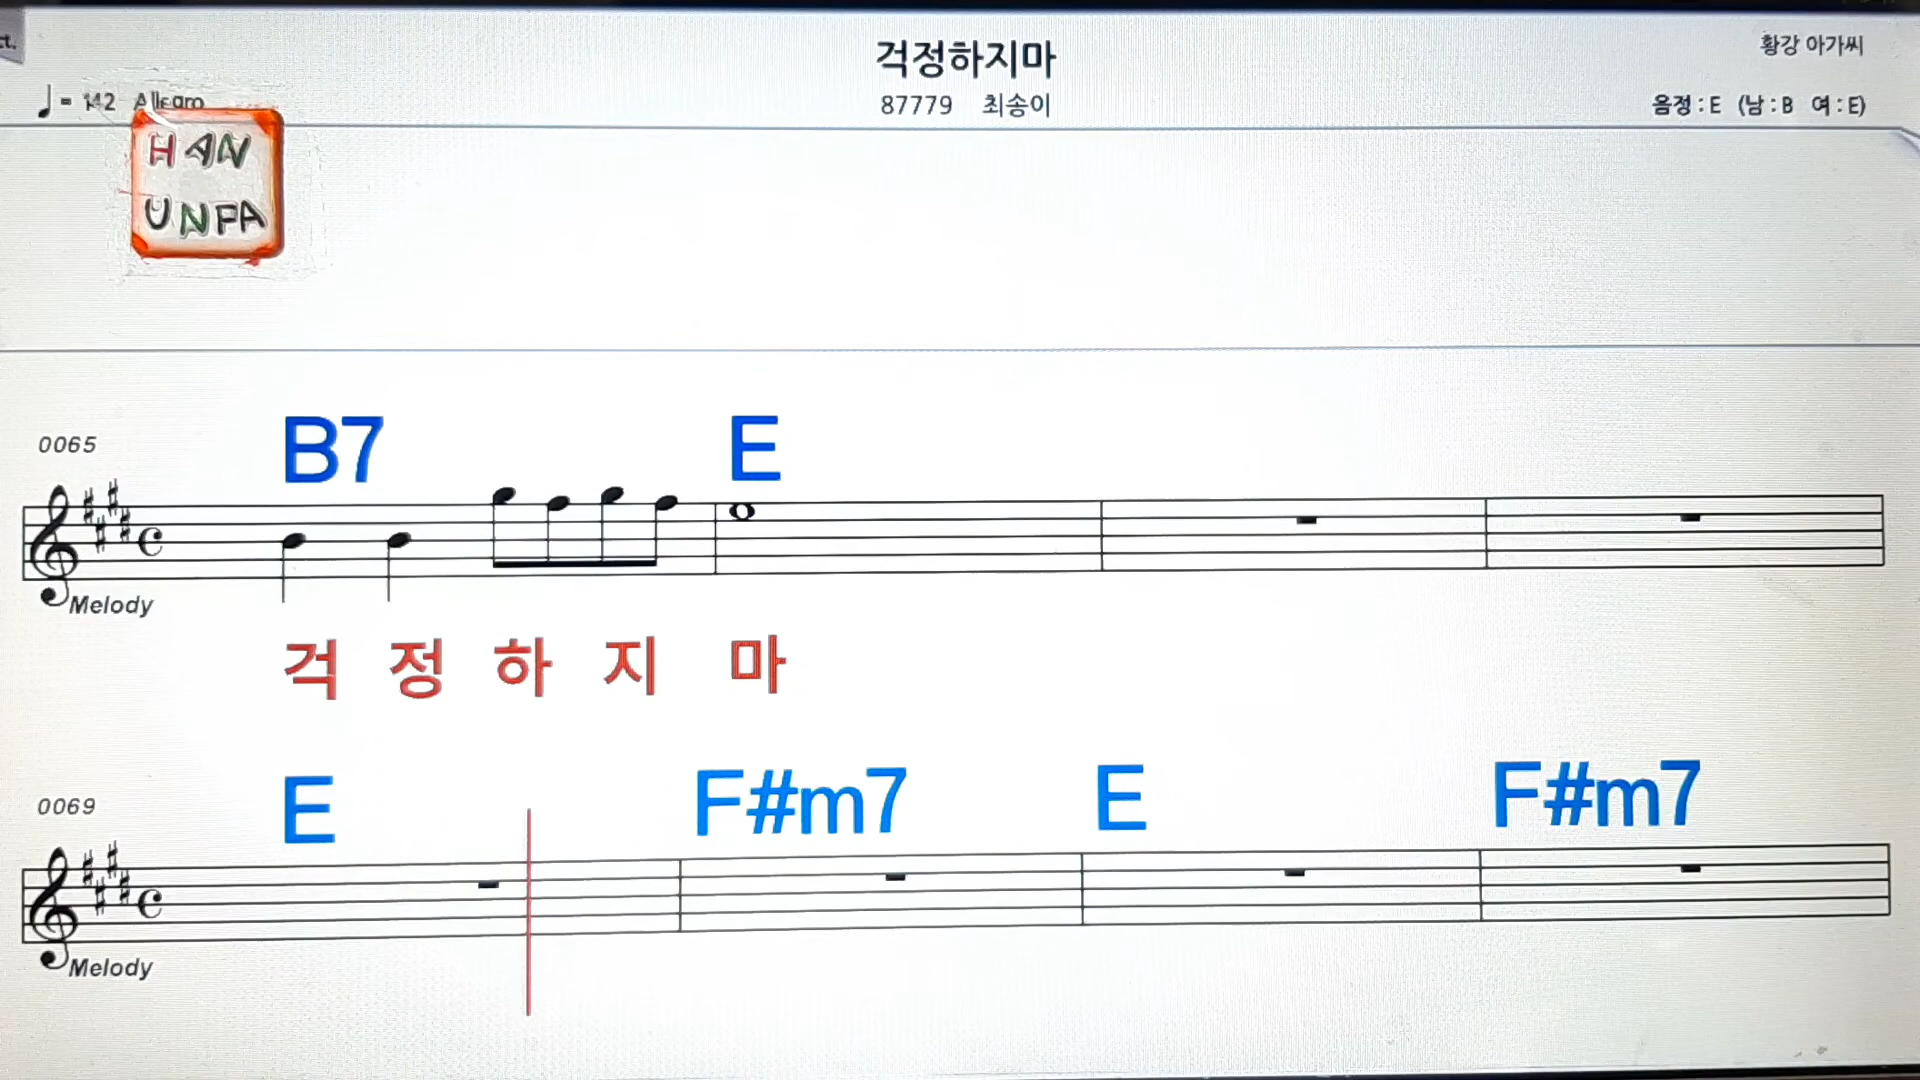 ct.
걱정하지마
황강 아가씨
♩ = 142 Allegro
87779 최송이
음정 : E (남 : B 여 : E)
HAN
UNPA
0065
B7 E
Melody
걱 정 하 지 마
0069
E F#m7 E F#m7
Melody